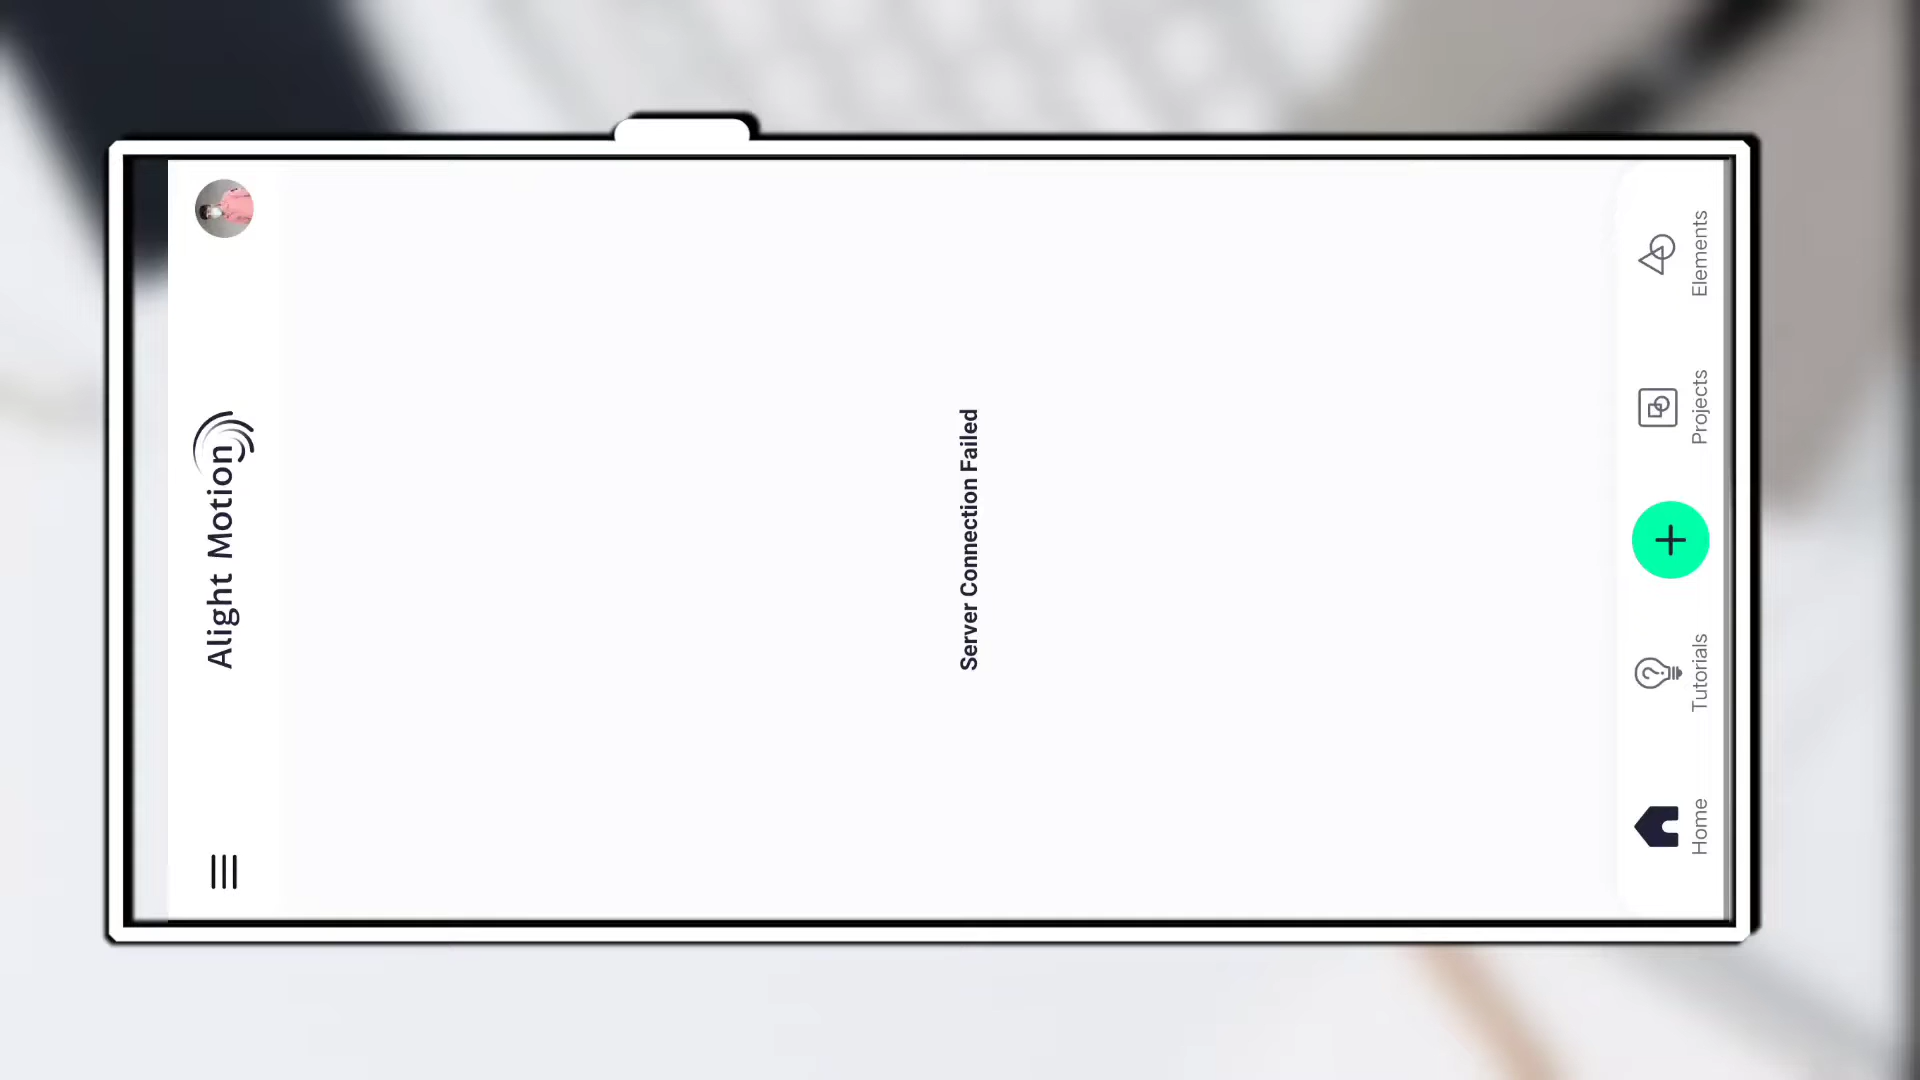 Alight Motion
Server Connection Failed
Home
Tutorials
Projects
Elements